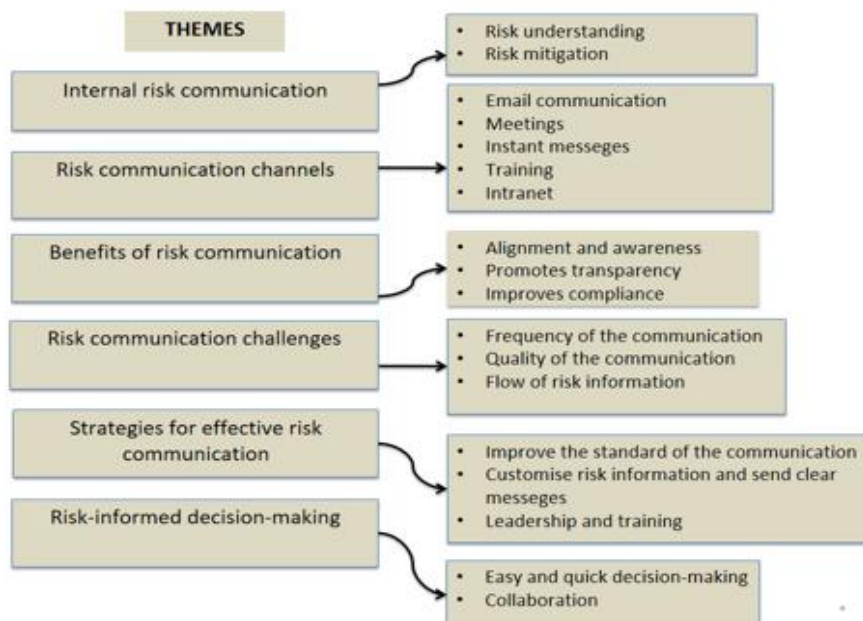 THEMES
Internal risk communication
• Risk understanding
• Risk mitigation
Risk communication channels
• Email communication
• Meetings
• Instant messeges
• Training
• Intranet
Benefits of risk communication
• Alignment and awareness
• Promotes transparency
• Improves compliance
Risk communication challenges
• Frequency of the communication
• Quality of the communication
• Flow of risk information
Strategies for effective risk
communication
• Improve the standard of the communication
• Customise risk information and send clear
messeges
• Leadership and training
Risk-informed decision-making
• Easy and quick decision-making
• Collaboration